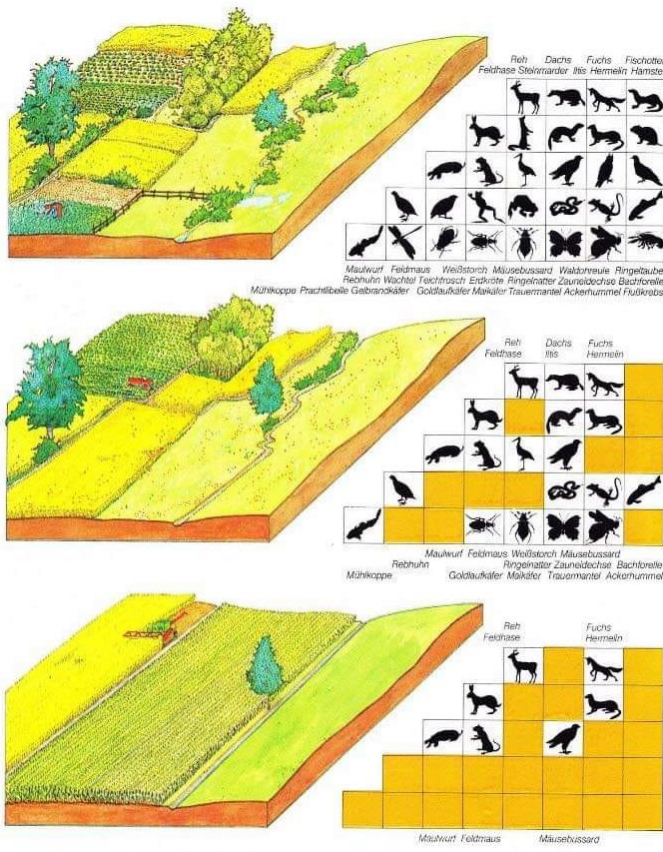 Reh Dachs Fuchs Fischotter
Feldhase Steinmarder Iltis Hermelin Hamster
Maulwurf Feldmaus Weißstorch Mäusebussard Waldohreule Ringeltaube
Rebhuhn Wachtel Teichfrosch Erdkröte Ringelnatter Zauneidechse Bachforelle
Mühlkoppe Prachtlibelle Gelbrandkäfer Goldlaufkäfer Maikäfer Trauermantel Ackerhummel Flußkrebs
Reh Dachs Fuchs
Feldhase Iltis Hermelin
Maulwurf Feldmaus Weißstorch Mäusebussard
Rebhuhn Ringelnatter Zauneidechse Bachforelle
Mühlkoppe Goldlaufkäfer Maikäfer Trauermantel Ackerhummel
Reh Fuchs
Feldhase Hermelin
Maulwurf Feldmaus Mäusebussard